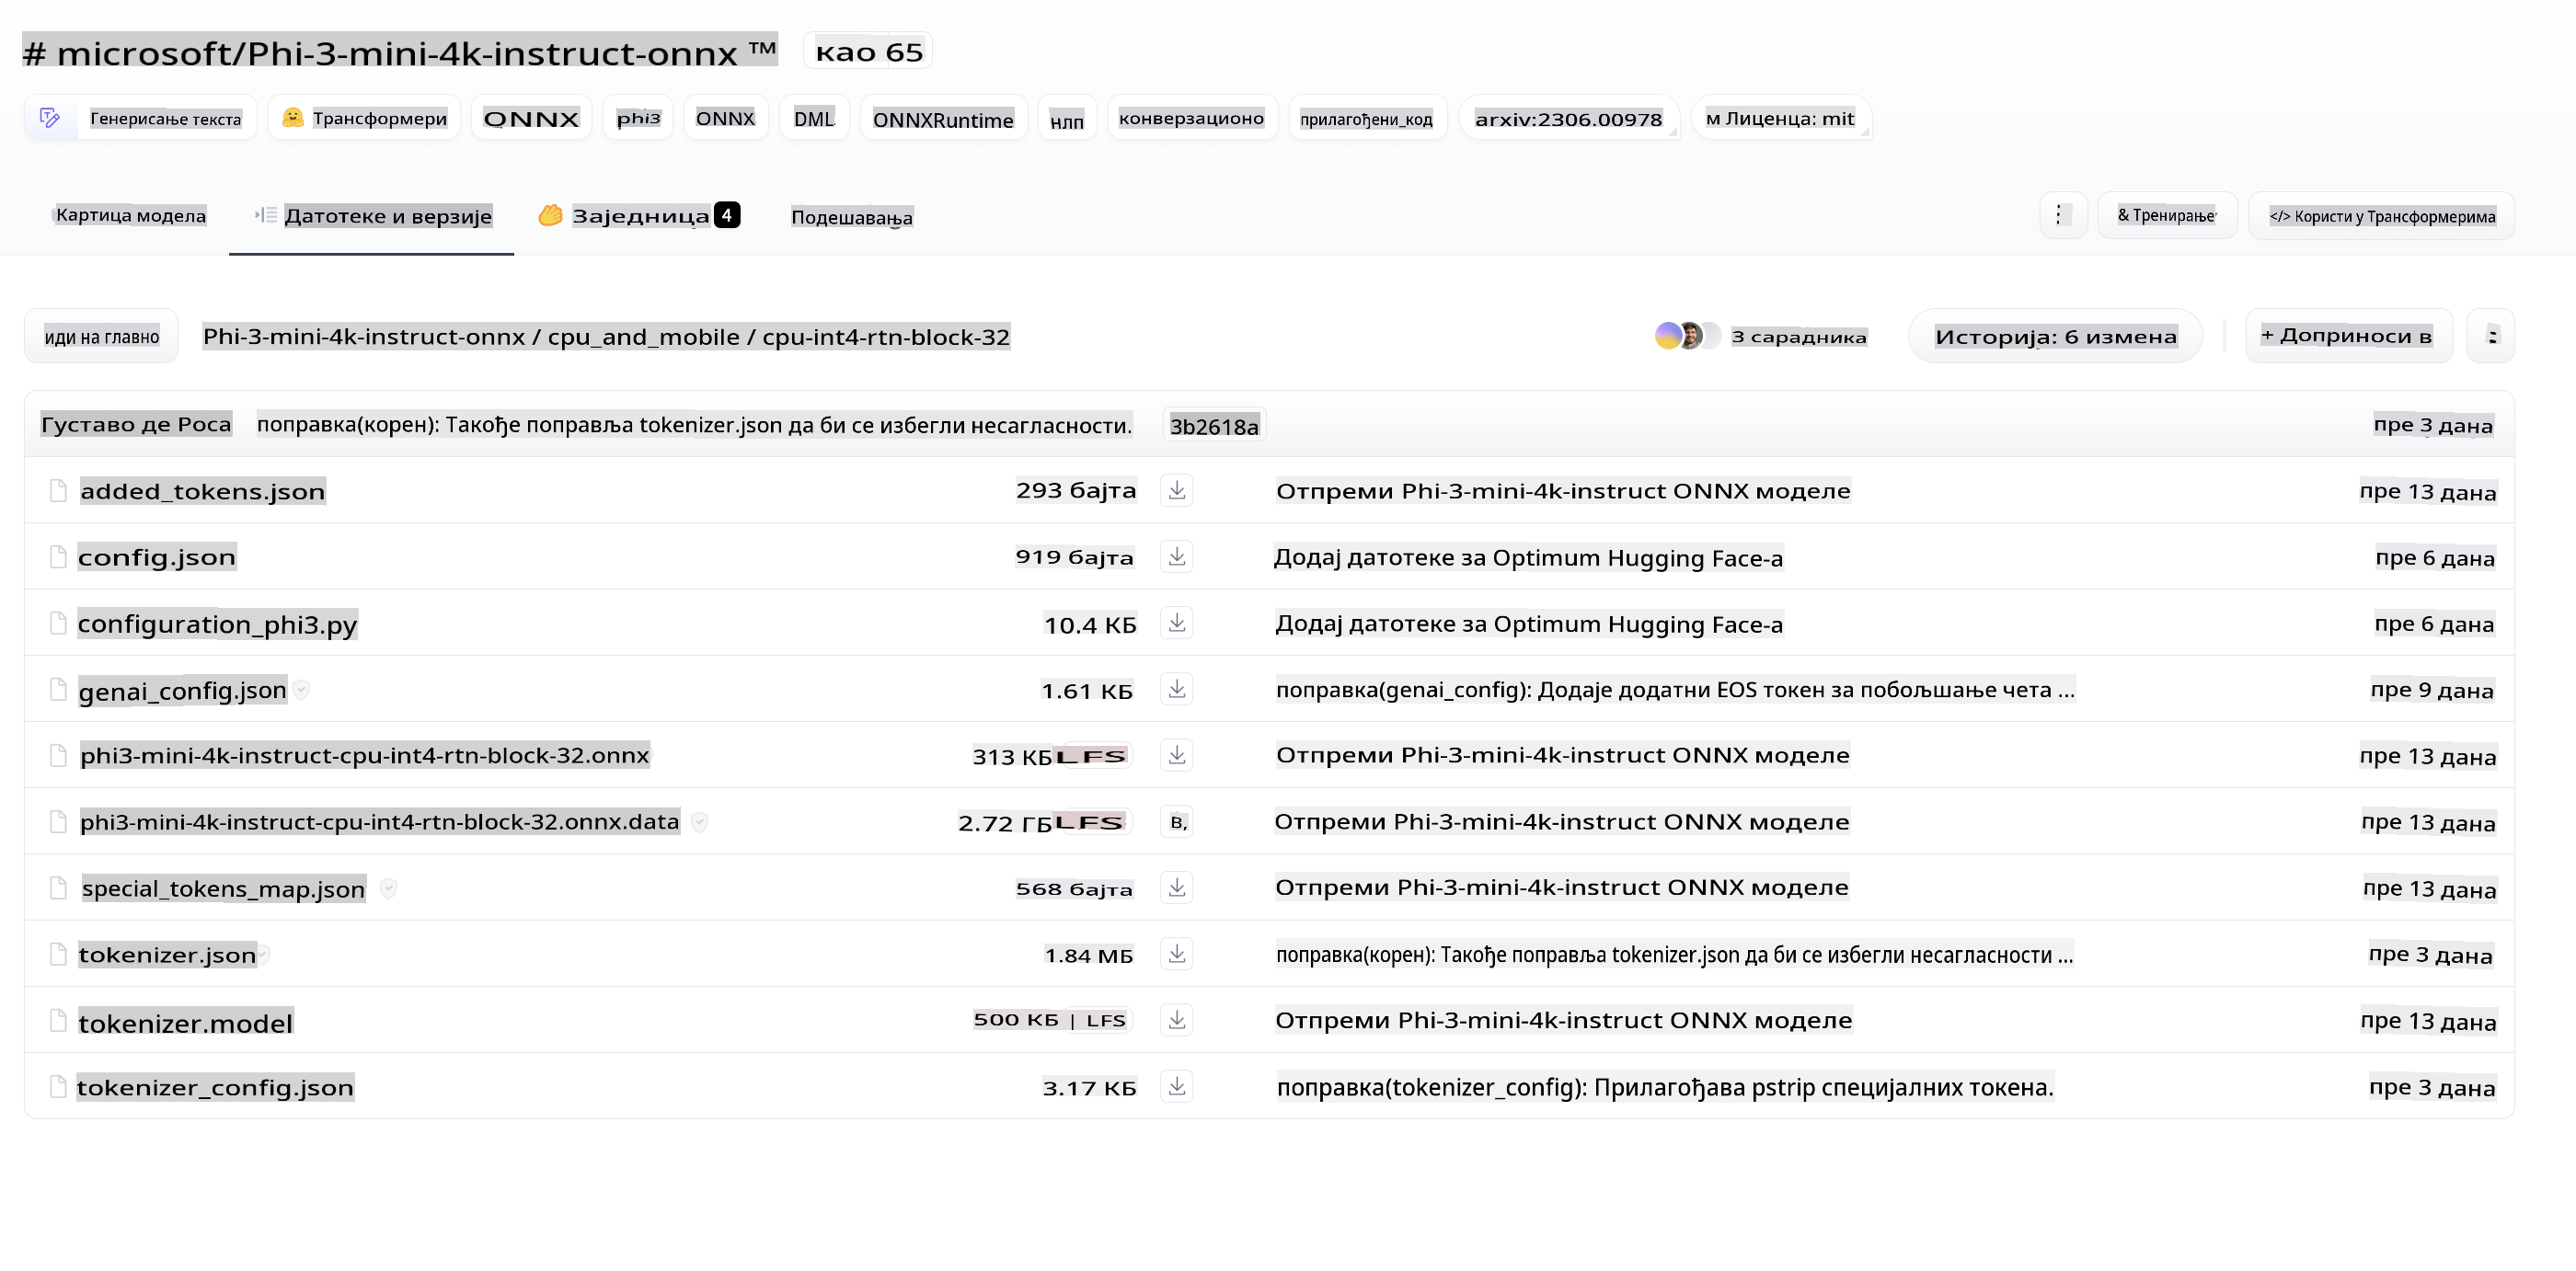 # microsoft/Phi-3-mini-4k-instruct-onnx ™ као 65
Генерисање текста Трансформери ONNX phi3 ONNX DML ONNXRuntime нлп конверзационо прилагођени_код arxiv:2306.00978 м Лиценца: mit
Картица модела Датотеке и верзије Заједница 4 Подешавања & Тренирање </> Користи у Трансформерима
иди на главно Phi-3-mini-4k-instruct-onnx / cpu_and_mobile / cpu-int4-rtn-block-32 3 сарадника Историја: 6 измена + Доприноси в
Густаво де Роса поправка(корен): Такође поправља tokenizer.json да би се избегли несагласности. 3b2618a пре 3 дана
added_tokens.json 293 бајта Отпреми Phi-3-mini-4k-instruct ONNX моделе пре 13 дана
config.json 919 бајта Додај датотеке за Optimum Hugging Face-а пре 6 дана
configuration_phi3.py 10.4 КБ Додај датотеке за Optimum Hugging Face-а пре 6 дана
genai_config.json 1.61 КБ поправка(genai_config): Додаје додатни EOS токен за побољшање чета ... пре 9 дана
phi3-mini-4k-instruct-cpu-int4-rtn-block-32.onnx 313 КБ LFS Отпреми Phi-3-mini-4k-instruct ONNX моделе пре 13 дана
phi3-mini-4k-instruct-cpu-int4-rtn-block-32.onnx.data 2.72 ГБ LFS в, Отпреми Phi-3-mini-4k-instruct ONNX моделе пре 13 дана
special_tokens_map.json 568 бајта Отпреми Phi-3-mini-4k-instruct ONNX моделе пре 13 дана
tokenizer.json 1.84 МБ поправка(корен): Такође поправља tokenizer.json да би се избегли несагласности ... пре 3 дана
tokenizer.model 500 КБ | LFS Отпреми Phi-3-mini-4k-instruct ONNX моделе пре 13 дана
tokenizer_config.json 3.17 КБ поправка(tokenizer_config): Прилагођава pstrip специјалних токена. пре 3 дана